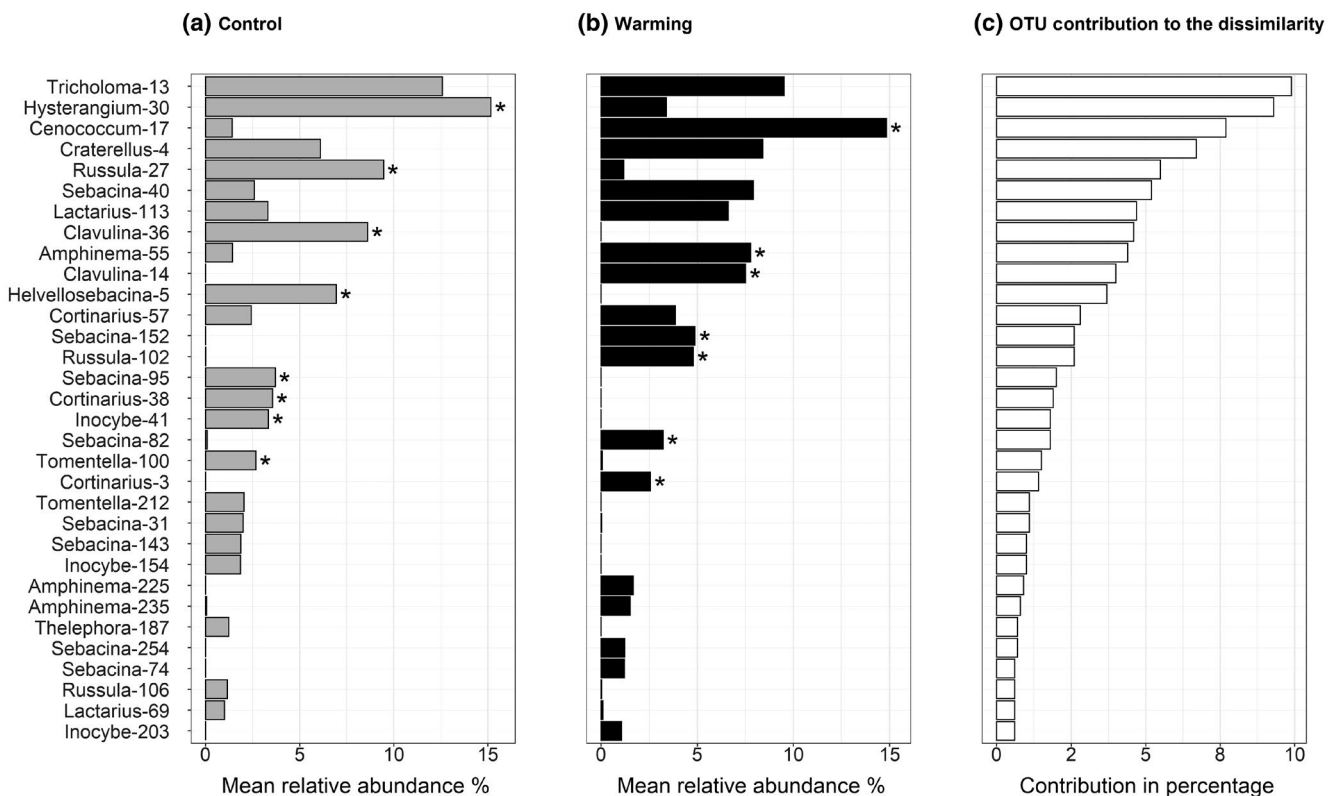 (a) Control
(b) Warming
(c) OTU contribution to the dissimilarity
Tricholoma-13
Hysterangium-30 *
Cenococcum-17 *
Craterellus-4
Russula-27 *
Sebacina-40
Lactarius-113
Clavulina-36 *
Amphinema-55 *
Clavulina-14 *
Helvellosebacina-5 *
Cortinarius-57
Sebacina-152 *
Russula-102 *
Sebacina-95 *
Cortinarius-38 *
Inocybe-41 *
Sebacina-82 *
Tomentella-100 *
Cortinarius-3 *
Tomentella-212
Sebacina-31
Sebacina-143
Inocybe-154
Amphinema-225
Amphinema-235
Thelephora-187
Sebacina-254
Sebacina-74
Russula-106
Lactarius-69
Inocybe-203
0 5 10 15
Mean relative abundance %
0 5 10 15
Mean relative abundance %
0 2 5 8 10
Contribution in percentage